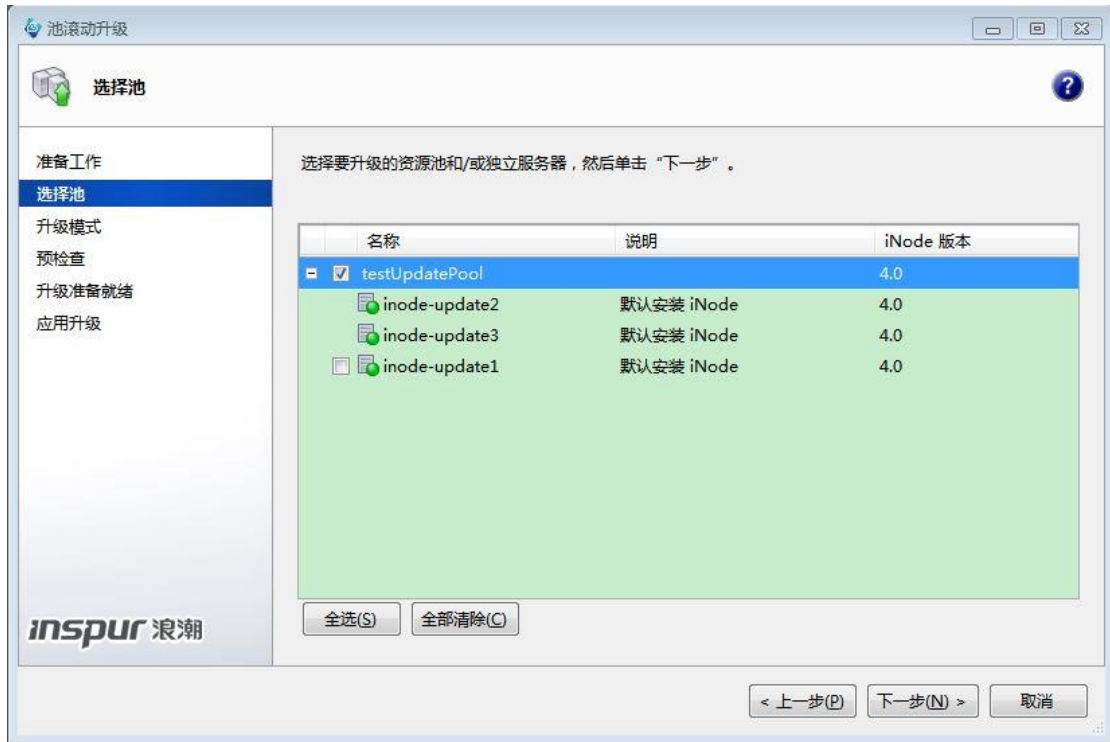 池滚动升级
选择池
准备工作
选择池
升级模式
预检查
升级准备就绪
应用升级
选择要升级的资源池和/或独立服务器，然后单击“下一步”。
名称 说明 iNode 版本
testUpdatePool 4.0
inode-update2 默认安装 iNode 4.0
inode-update3 默认安装 iNode 4.0
inode-update1 默认安装 iNode 4.0
全选(S) 全部清除(C)
inspur 浪潮
< 上一步(P) 下一步(N) > 取消